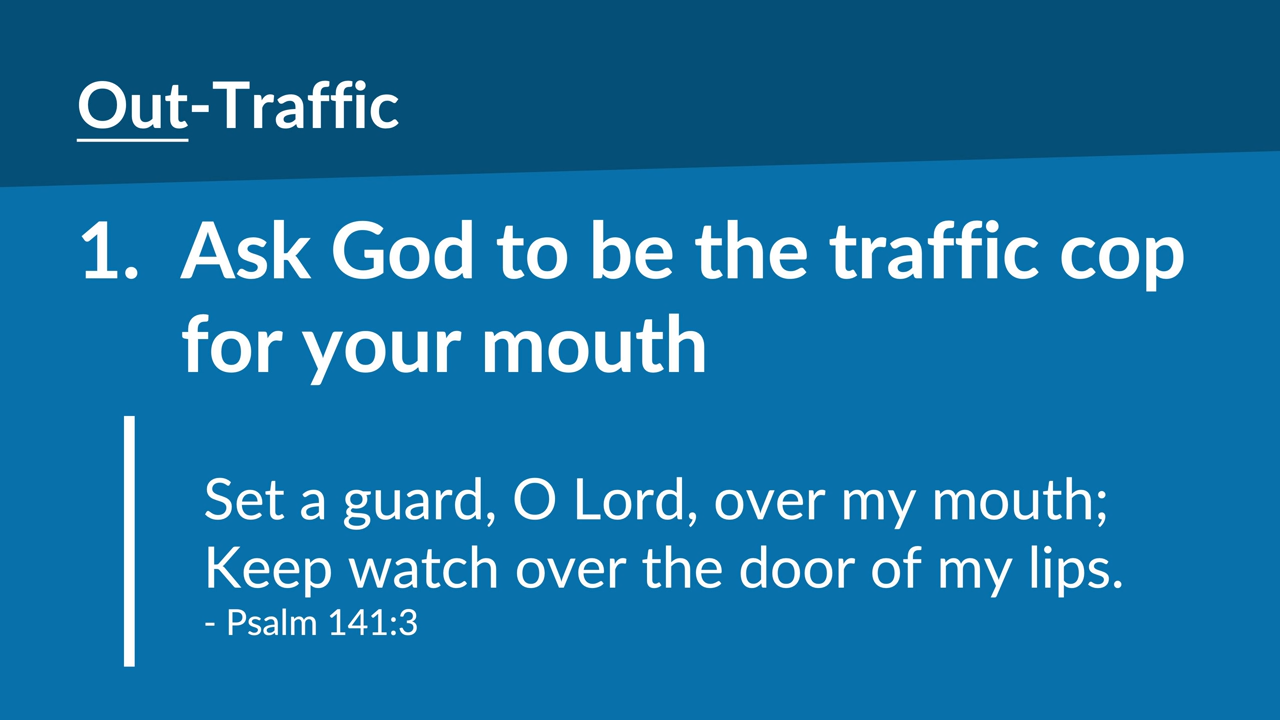 Out-Traffic
1. Ask God to be the traffic cop
for your mouth
Set a guard, O Lord, over my mouth;
Keep watch over the door of my lips.
- Psalm 141:3